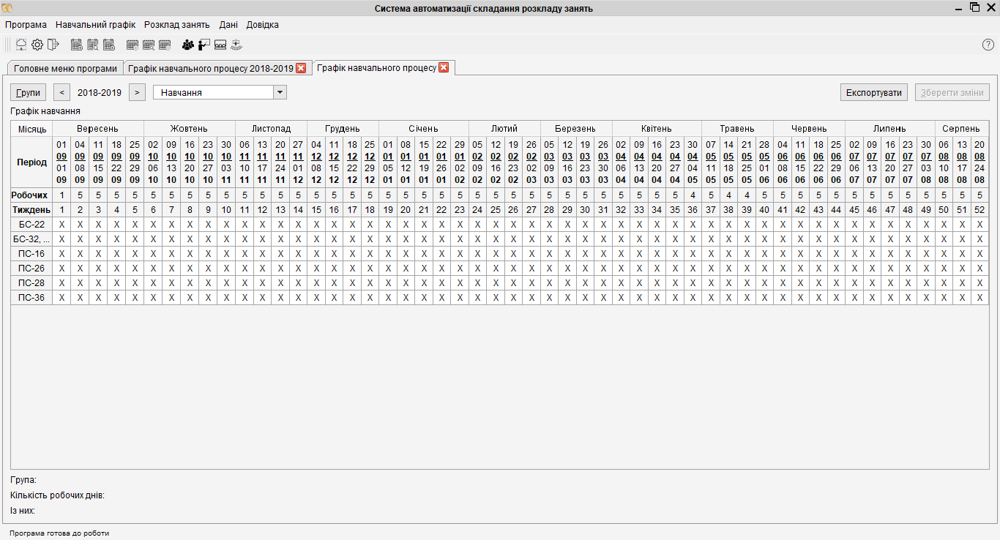 Система автоматизації складання розкладу занять
Програма Навчальний графік Розклад занять Дані Довідка
Головне меню програми Графік навчального процесу 2018-2019 Графік навчального процесу
Групи < 2018-2019 > Навчання Експортувати Зберегти зміни
Графік навчання
Місяць Вересень Жовтень Листопад Грудень Січень Лютий Березень Квітень Травень Червень Липень Серпень
01 04 11 18 25 02 09 16 23 30 06 13 20 27 04 11 18 25 01 08 15 22 29 05 12 19 26 05 12 19 26 02 09 16 23 30 07 14 21 28 04 11 18 25 02 09 16 23 30 06 13 20
09 09 09 09 09 10 10 10 10 10 11 11 11 11 12 12 12 12 01 01 01 01 01 02 02 02 02 03 03 03 03 04 04 04 04 04 05 05 05 05 06 06 06 06 07 07 07 07 07 08 08 08
Період
01 08 15 22 29 06 13 20 27 03 10 17 24 01 08 15 22 29 05 12 19 26 02 09 16 23 02 09 16 23 30 06 13 20 27 04 11 18 25 01 08 15 22 29 06 13 20 27 03 10 17 24
09 09 09 09 09 10 10 10 10 11 11 11 11 12 12 12 12 12 01 01 01 01 02 02 02 02 03 03 03 03 03 04 04 04 04 05 05 05 05 06 06 06 06 06 07 07 07 07 08 08 08 08
Робочих 1 5 5 5 5 5 5 5 5 5 5 5 5 5 5 5 5 5 5 5 5 5 5 5 5 5 5 5 5 5 5 5 5 5 5 4 5 4 4 5 5 5 5 5 5 5 5 5 5 5 5 5
Тиждень 1 2 3 4 5 6 7 8 9 10 11 12 13 14 15 16 17 18 19 20 21 22 23 24 25 26 27 28 29 30 31 32 33 34 35 36 37 38 39 40 41 42 43 44 45 46 47 48 49 50 51 52
БС-22 X X X X X X X X X X X X X X X X X X X X X X X X X X X X X X X X X X X X X X X X X X X X X X X X X X X X
БС-32, ... X X X X X X X X X X X X X X X X X X X X X X X X X X X X X X X X X X X X X X X X X X X X X X X X X X X X
ПС-16 X X X X X X X X X X X X X X X X X X X X X X X X X X X X X X X X X X X X X X X X X X X X X X X X X X X X
ПС-26 X X X X X X X X X X X X X X X X X X X X X X X X X X X X X X X X X X X X X X X X X X X X X X X X X X X X
ПС-28 X X X X X X X X X X X X X X X X X X X X X X X X X X X X X X X X X X X X X X X X X X X X X X X X X X X X
ПС-36 X X X X X X X X X X X X X X X X X X X X X X X X X X X X X X X X X X X X X X X X X X X X X X X X X X X X
Група:
Кількість робочих днів:
Із них:
Програма готова до роботи